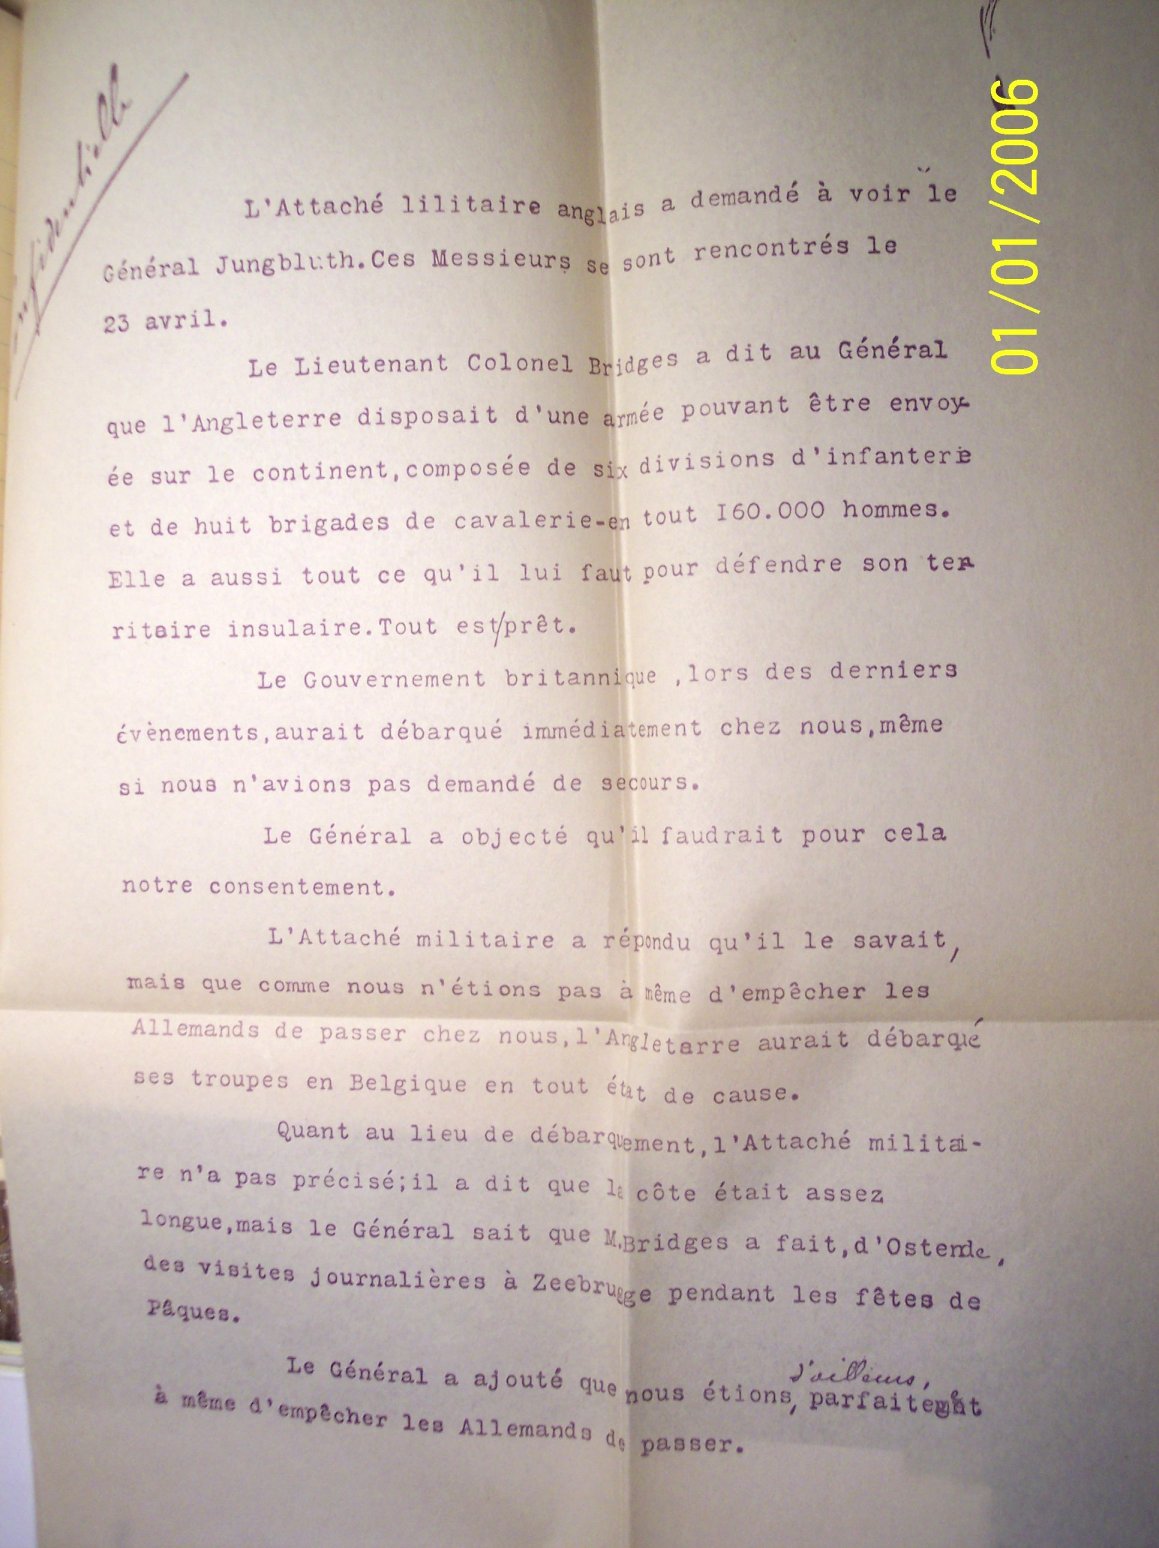 Confidentielle
01/01/2006
L'Attaché lilitaire anglais a demandé à voir le
Général Jungbluth.Ces Messieurs se sont rencontrés le
23 avril.
Le Lieutenant Colonel Bridges a dit au Général
que l'Angleterre disposait d'une armée pouvant être envoy-
ée sur le continent,composée de six divisions d'infanterie
et de huit brigades de cavalerie-en tout I60.000 hommes.
Elle a aussi tout ce qu'il lui faut pour défendre son ter-
ritoire insulaire.Tout est/prêt.
Le Gouvernement britannique ,lors des derniers
évènements,aurait débarqué immédiatement chez nous,même
si nous n'avions pas demandé de secours.
Le Général a objecté qu'il faudrait pour cela
notre consentement.
L'Attaché militaire a répondu qu'il le savait,
mais que comme nous n'étions pas à même d'empêcher les
Allemands de passer chez nous,l'Angleterre aurait débarqué
ses troupes en Belgique en tout état de cause.
Quant au lieu de débarquement,l'Attaché militai-
re n'a pas précisé;il a dit que la côte était assez
longue,mais le Général sait que M.Bridges a fait,d'Ostende,
des visites journalières à Zeebrugge pendant les fêtes de
Pâques.
Le Général a ajouté que nous étions, d'ailleurs, parfaitement
à même d'empêcher les Allemands de passer.